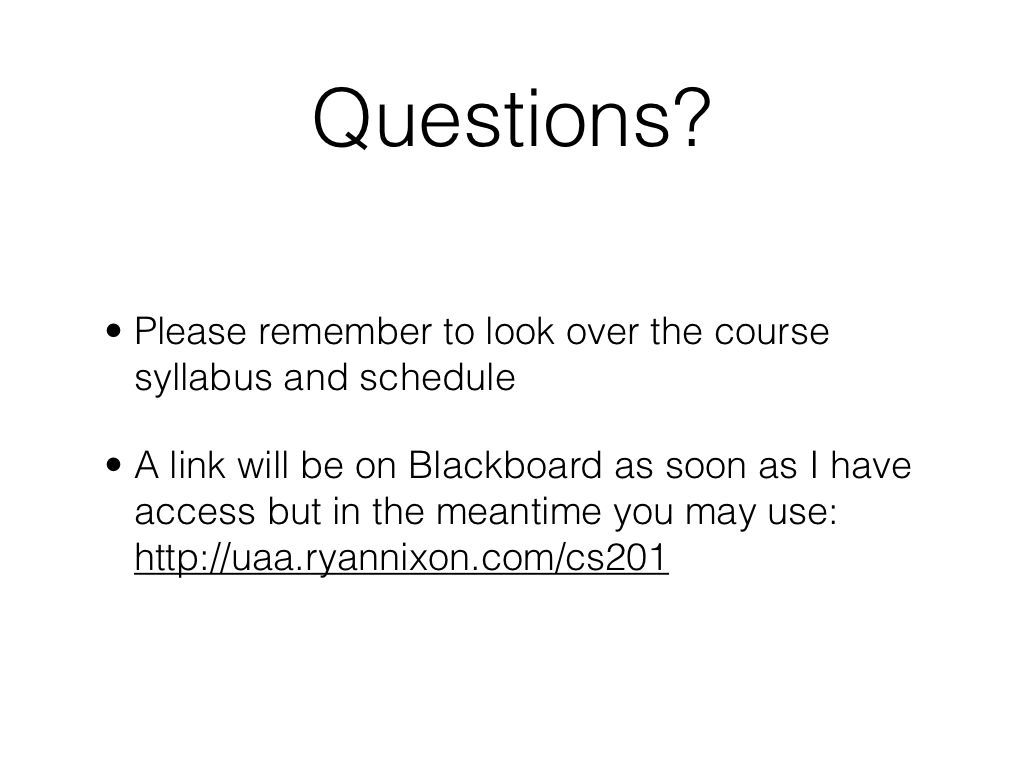 Questions?
• Please remember to look over the course
syllabus and schedule
• A link will be on Blackboard as soon as I have
access but in the meantime you may use:
http://uaa.ryannixon.com/cs201